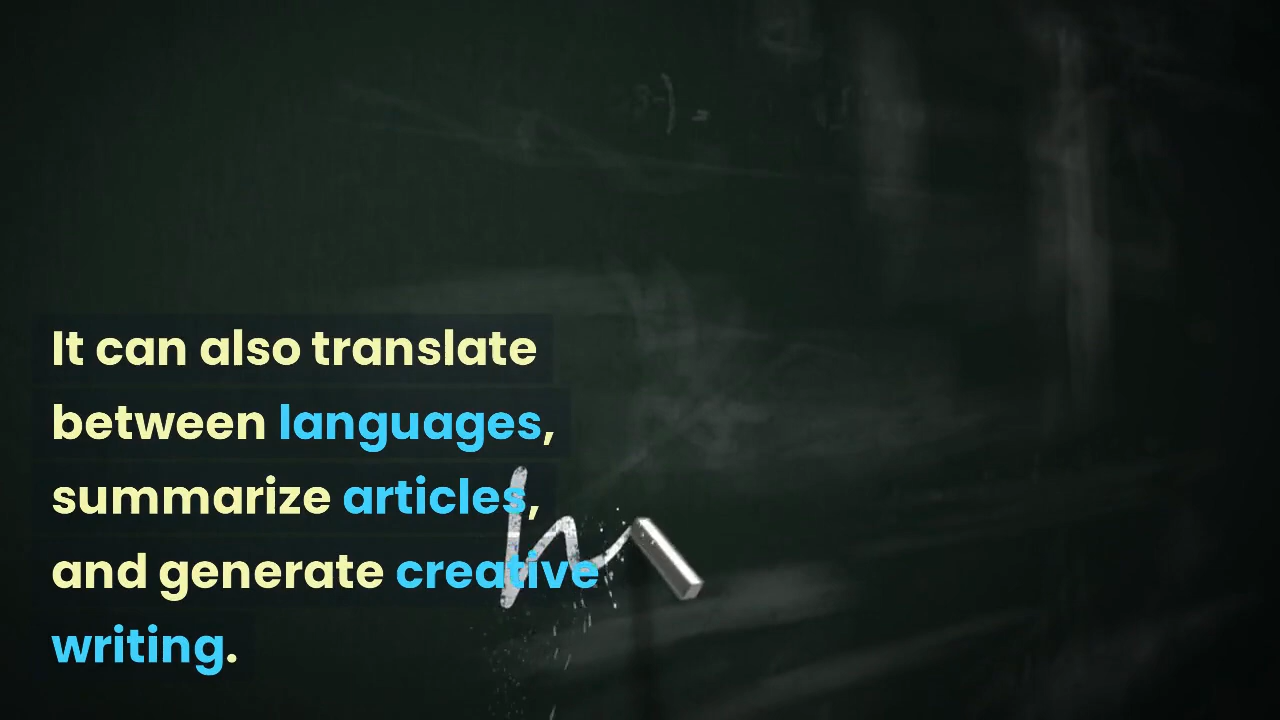 It can also translate
between languages,
summarize articles,
and generate creative
writing.